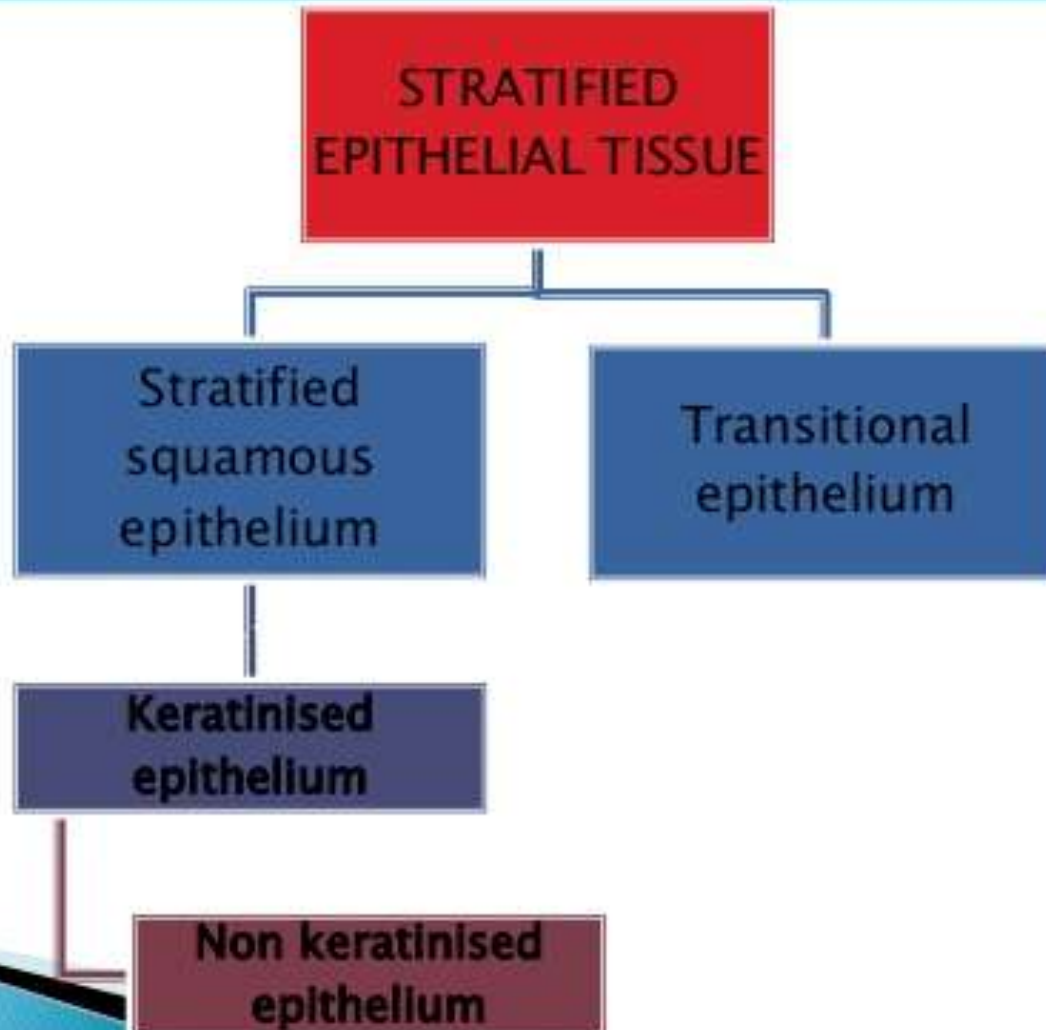 STRATIFIED
EPITHELIAL TISSUE
Stratified
squamous
epithelium
Transitional
epithelium
Keratinised
epithelium
Non keratinised
epithelium